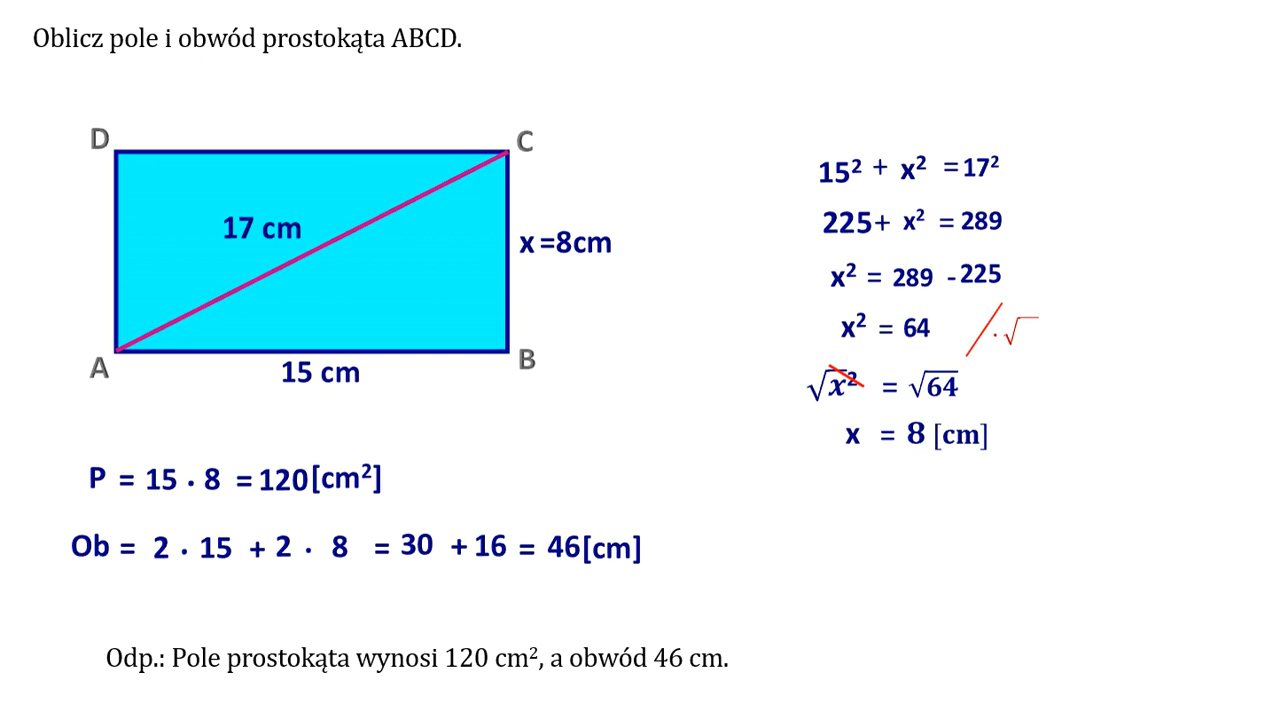 Oblicz pole i obwód prostokąta ABCD.
D
C
17 cm
x =8cm
A
B
15 cm
15² + x² = 17²
225 + x² = 289
x² = 289 - 225
x² = 64 / · √
√x² = √64
x = 8 [cm]
P = 15 · 8 = 120[cm²]
Ob = 2 · 15 + 2 · 8 = 30 + 16 = 46[cm]
Odp.: Pole prostokąta wynosi 120 cm², a obwód 46 cm.